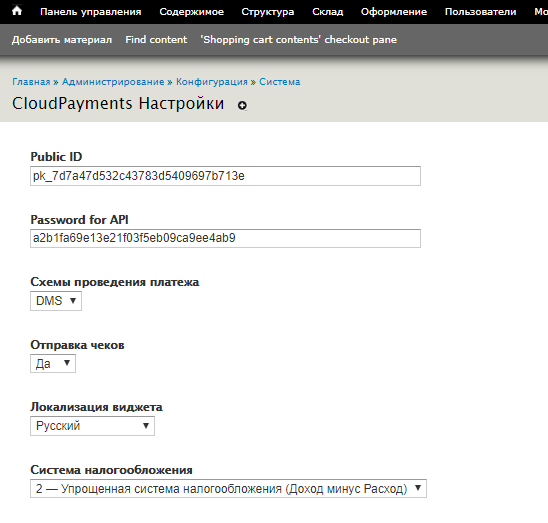 Панель управления Содержимое Структура Склад Оформление Пользователи Мо
Добавить материал Find content 'Shopping cart contents' checkout pane
Главная » Администрирование » Конфигурация » Система
CloudPayments Настройки
Public ID
pk_7d7a47d532c43783d5409697b713e
Password for API
a2b1fa69e13e21f03f5eb09ca9ee4ab9
Схемы проведения платежа
DMS
Отправка чеков
Да
Локализация виджета
Русский
Система налогообложения
2 — Упрощенная система налогообложения (Доход минус Расход)